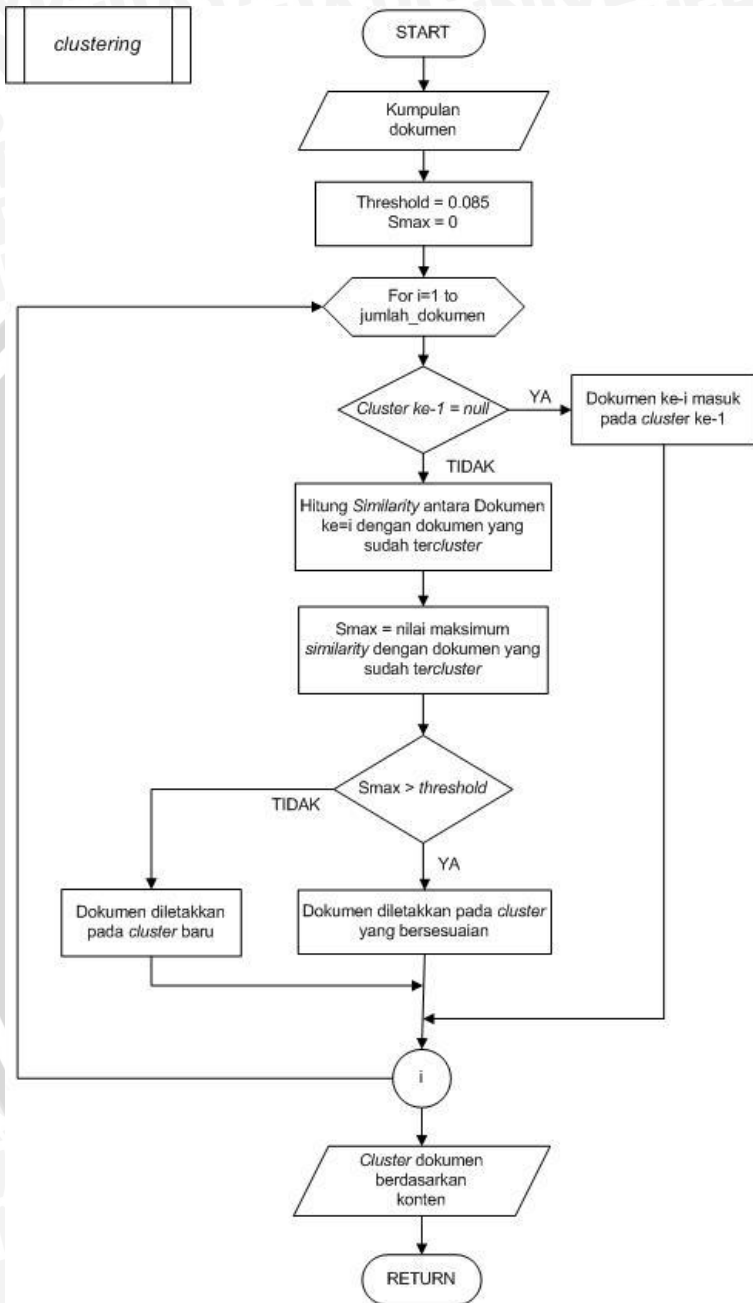 clustering
START
Kumpulan
dokumen
Threshold = 0.085
Smax = 0
For i=1 to
jumlah_dokumen
Cluster ke-1 = null
YA
Dokumen ke-i masuk
pada cluster ke-1
TIDAK
Hitung Similarity antara Dokumen
ke=i dengan dokumen yang
sudah tercluster
Smax = nilai maksimum
similarity dengan dokumen yang
sudah tercluster
Smax > threshold
TIDAK
YA
Dokumen diletakkan
pada cluster baru
Dokumen diletakkan pada cluster
yang bersesuaian
i
Cluster dokumen
berdasarkan
konten
RETURN